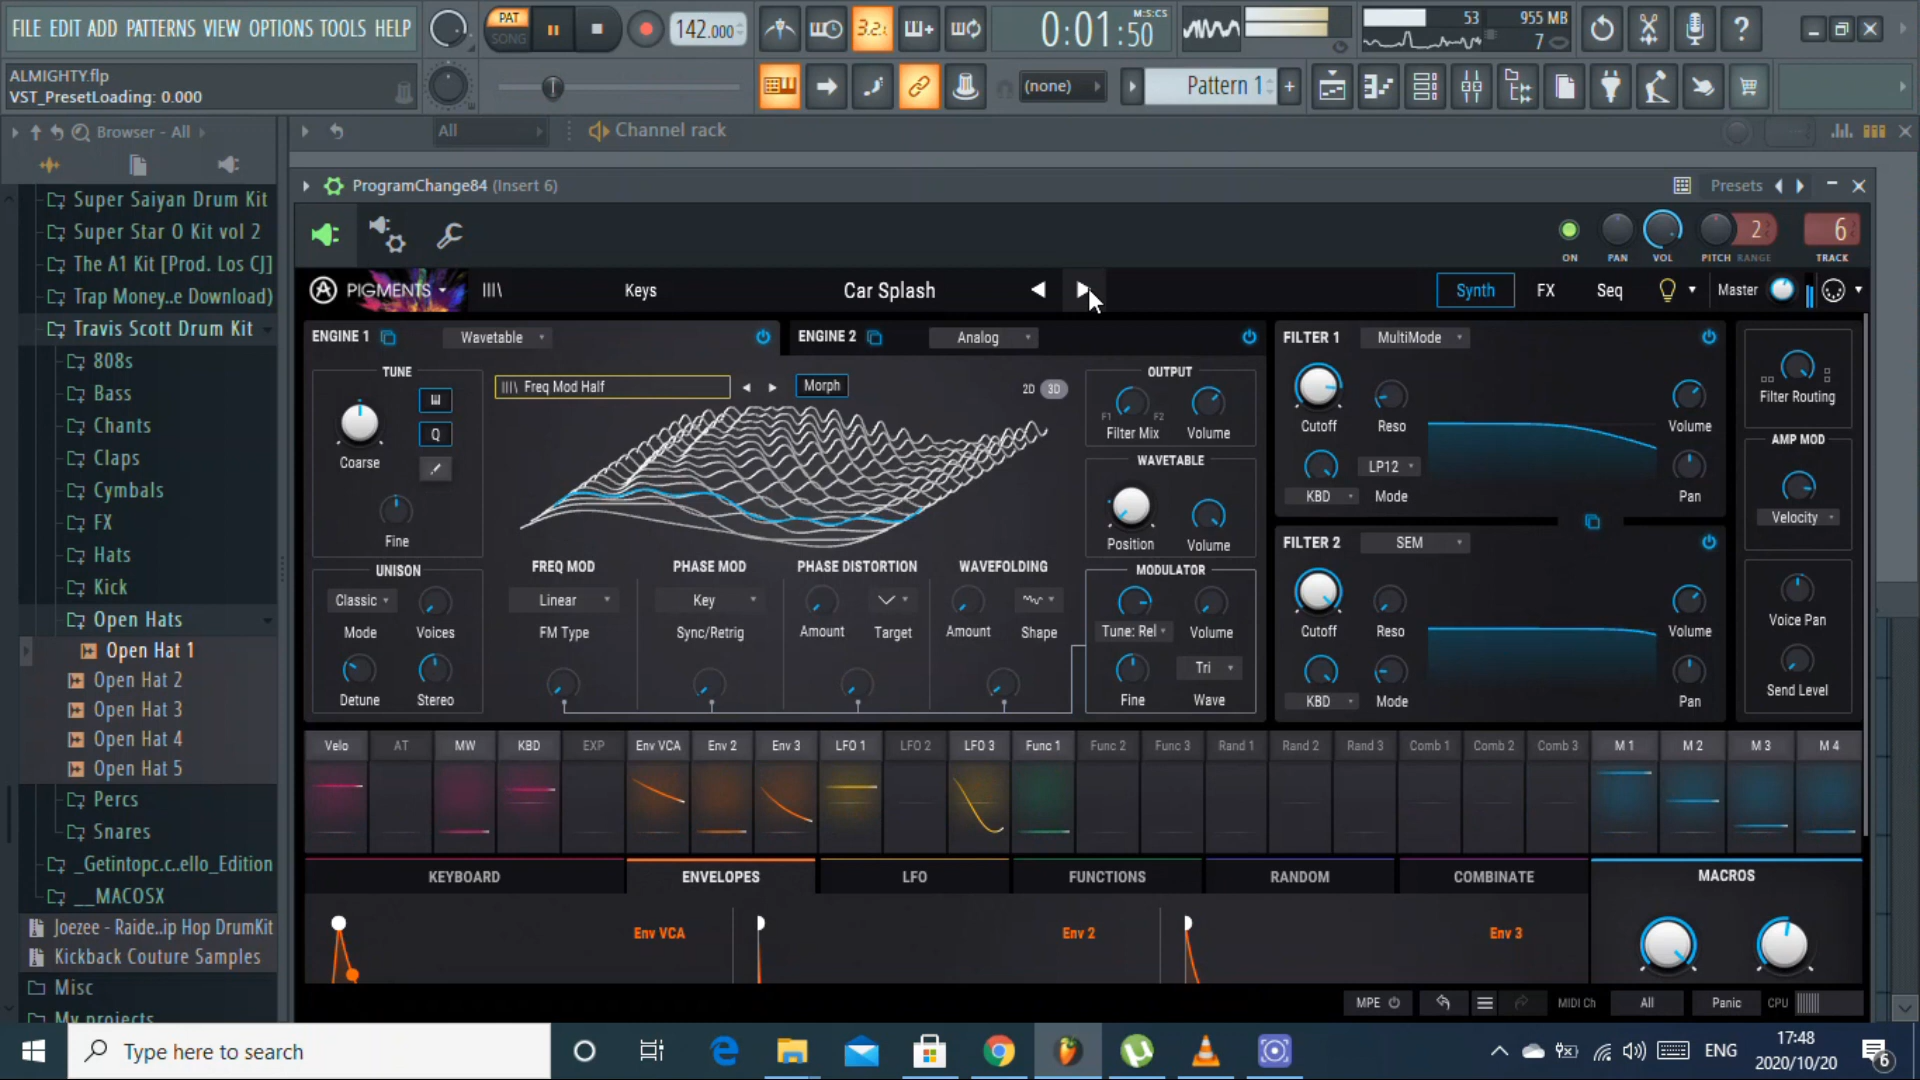 FILE EDIT ADD PATTERNS VIEW OPTIONS TOOLS HELP
PAT
SONG
142.000
3.2.
0:01:50
M:S:CS
53
955 MB
7
ALMIGHTY.flp
VST_PresetLoading: 0.000
(none)
Pattern 1
Browser - All
All
Channel rack
ProgramChange84 (Insert 6)
Presets
Super Saiyan Drum Kit
Super Star O Kit vol 2
The A1 Kit [Prod. Los CJ]
Trap Money..e Download)
Travis Scott Drum Kit
808s
Bass
Chants
Claps
Cymbals
FX
Hats
Kick
Open Hats
Open Hat 1
Open Hat 2
Open Hat 3
Open Hat 4
Open Hat 5
Percs
Snares
_Getintopc.c..ello_Edition
__MACOSX
Joezee - Raide..ip Hop DrumKit
Kickback Couture Samples
Misc
My projects
ON
PAN
VOL
PITCH
RANGE
2
6
TRACK
PIGMENTS
Keys
Car Splash
Synth
FX
Seq
Master
ENGINE 1
Wavetable
ENGINE 2
Analog
TUNE
Coarse
Q
Fine
Freq Mod Half
Morph
2D
3D
OUTPUT
F1
F2
Filter Mix
Volume
WAVETABLE
Position
Volume
UNISON
Classic
Mode
Voices
Detune
Stereo
FREQ MOD
Linear
FM Type
PHASE MOD
Key
Sync/Retrig
PHASE DISTORTION
Amount
Target
WAVEFOLDING
Amount
Shape
MODULATOR
Tune: Rel
Volume
Fine
Tri
Wave
FILTER 1
MultiMode
Cutoff
Reso
Volume
KBD
LP12
Mode
Pan
FILTER 2
SEM
Cutoff
Reso
Volume
KBD
Mode
Pan
Filter Routing
AMP MOD
Velocity
Voice Pan
Send Level
Velo
AT
MW
KBD
EXP
Env VCA
Env 2
Env 3
LFO 1
LFO 2
LFO 3
Func 1
Func 2
Func 3
Rand 1
Rand 2
Rand 3
Comb 1
Comb 2
Comb 3
M 1
M 2
M 3
M 4
KEYBOARD
ENVELOPES
LFO
FUNCTIONS
RANDOM
COMBINATE
MACROS
Env VCA
Env 2
Env 3
MPE
MIDI Ch
All
Panic
CPU
Type here to search
ENG
17:48
2020/10/20
6